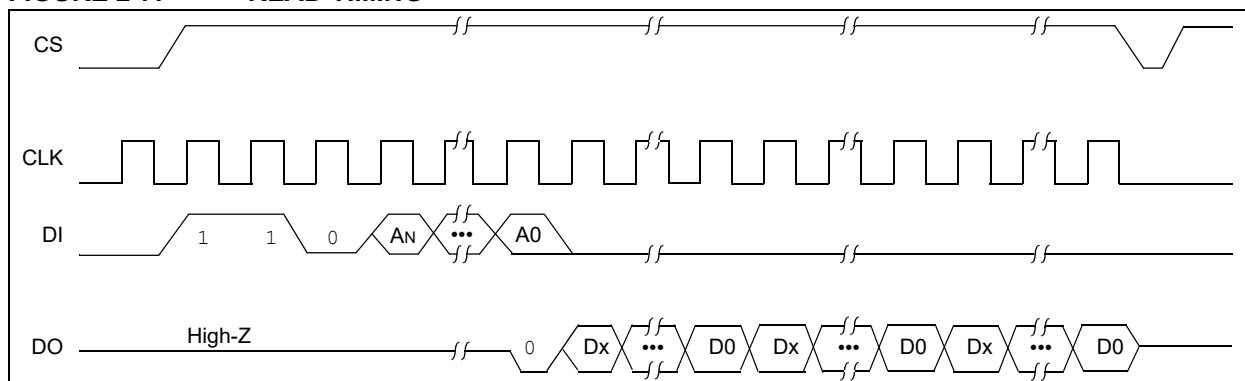 CS
CLK
DI 1 1 0 AN ••• A0
High-Z
DO 0 Dx ••• D0 Dx ••• D0 Dx ••• D0